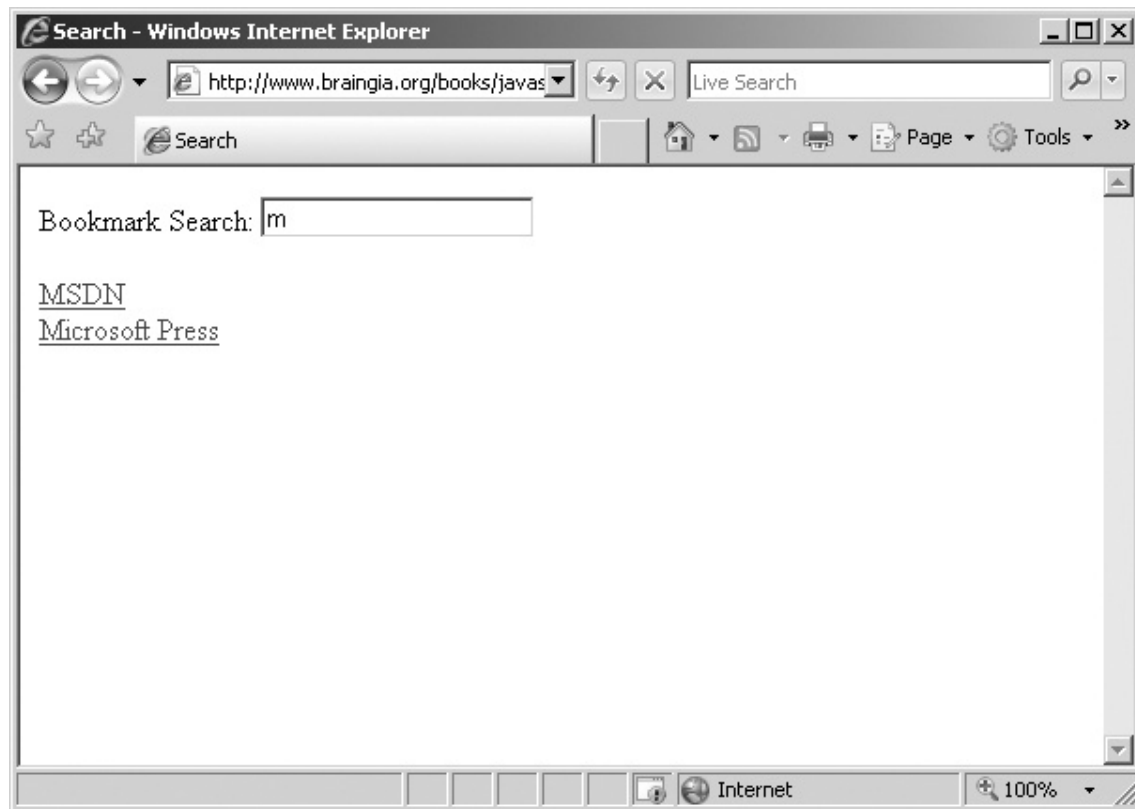 Search - Windows Internet Explorer
http://www.braingia.org/books/javas
Live Search
Search
Page
Tools
»
Bookmark Search: m
MSDN
Microsoft Press
Internet
100%